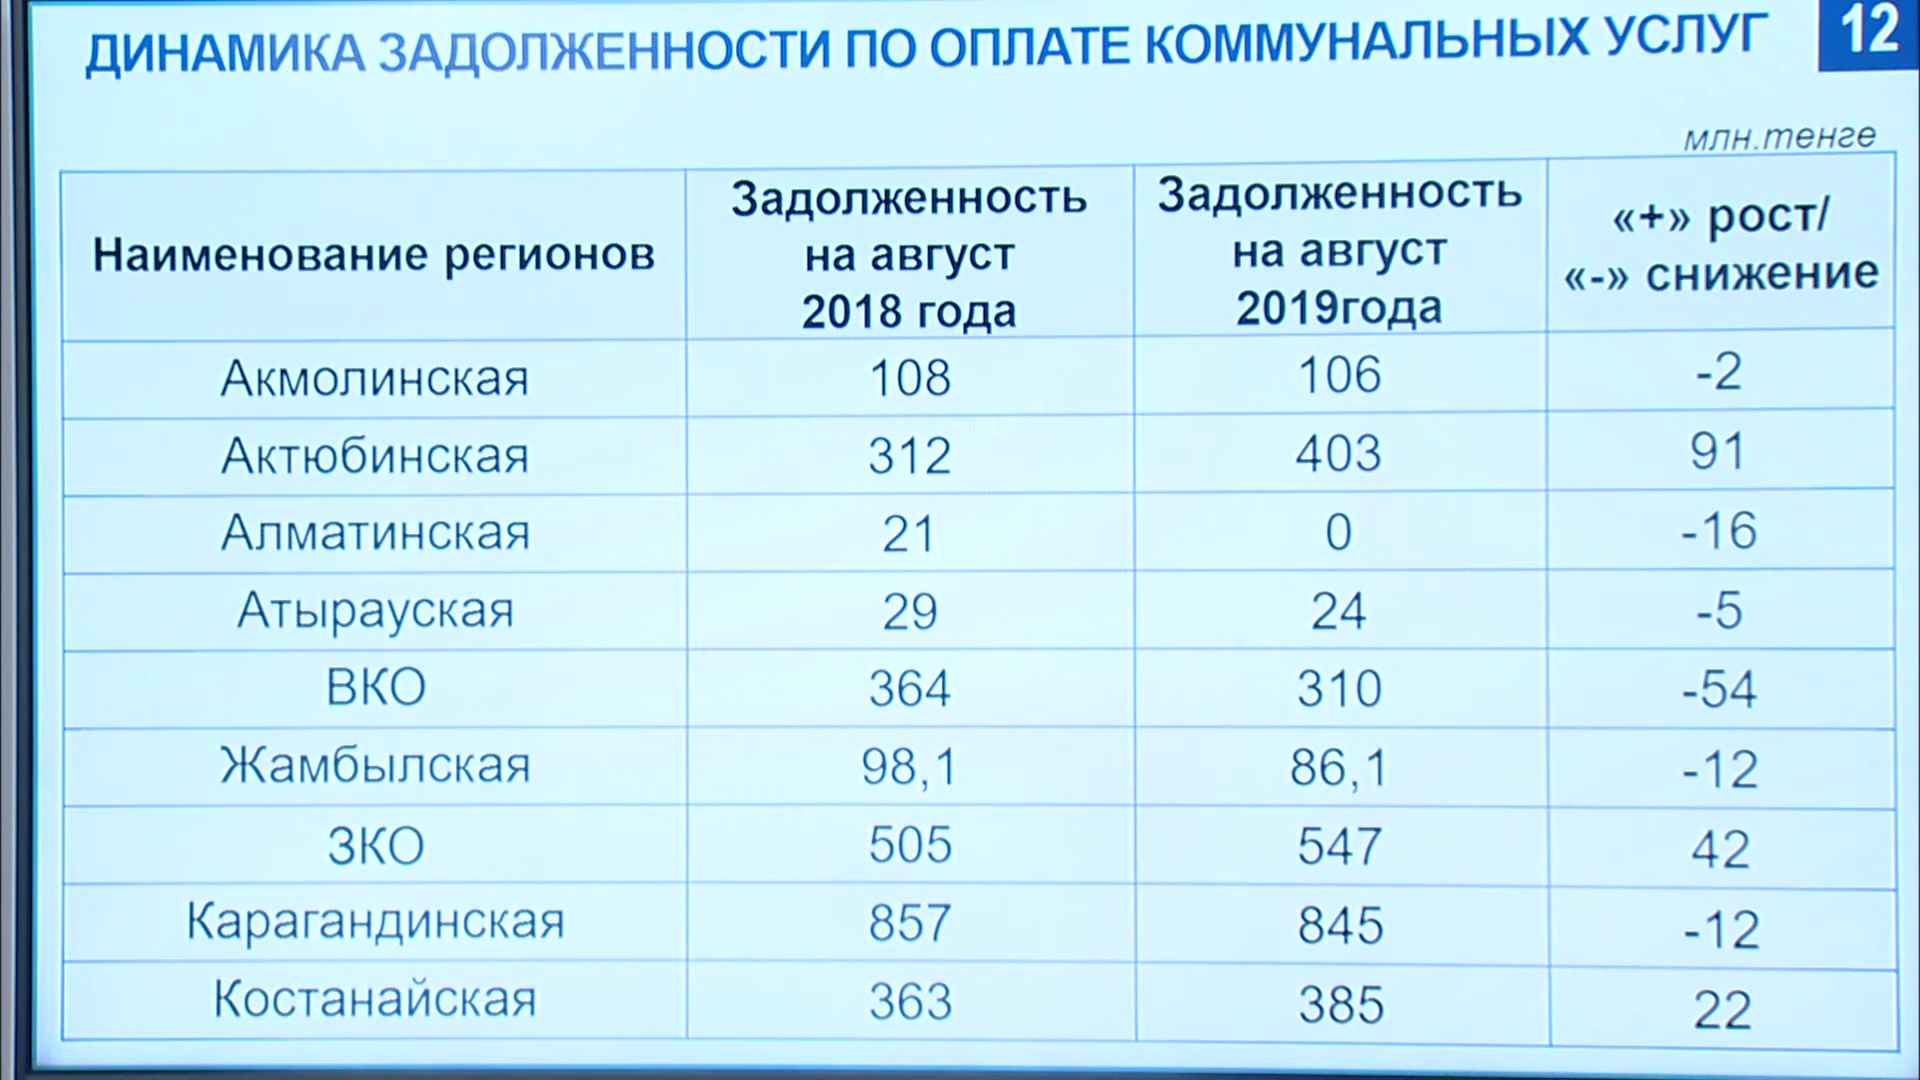 ДИНАМИКА ЗАДОЛЖЕННОСТИ ПО ОПЛАТЕ КОММУНАЛЬНЫХ УСЛУГ 12
млн.тенге
Наименование регионов
Задолженность
на август
2018 года
Задолженность
на август
2019года
«+» рост/
«-» снижение
Акмолинская 108 106 -2
Актюбинская 312 403 91
Алматинская 21 0 -16
Атырауская 29 24 -5
ВКО 364 310 -54
Жамбылская 98,1 86,1 -12
ЗКО 505 547 42
Карагандинская 857 845 -12
Костанайская 363 385 22